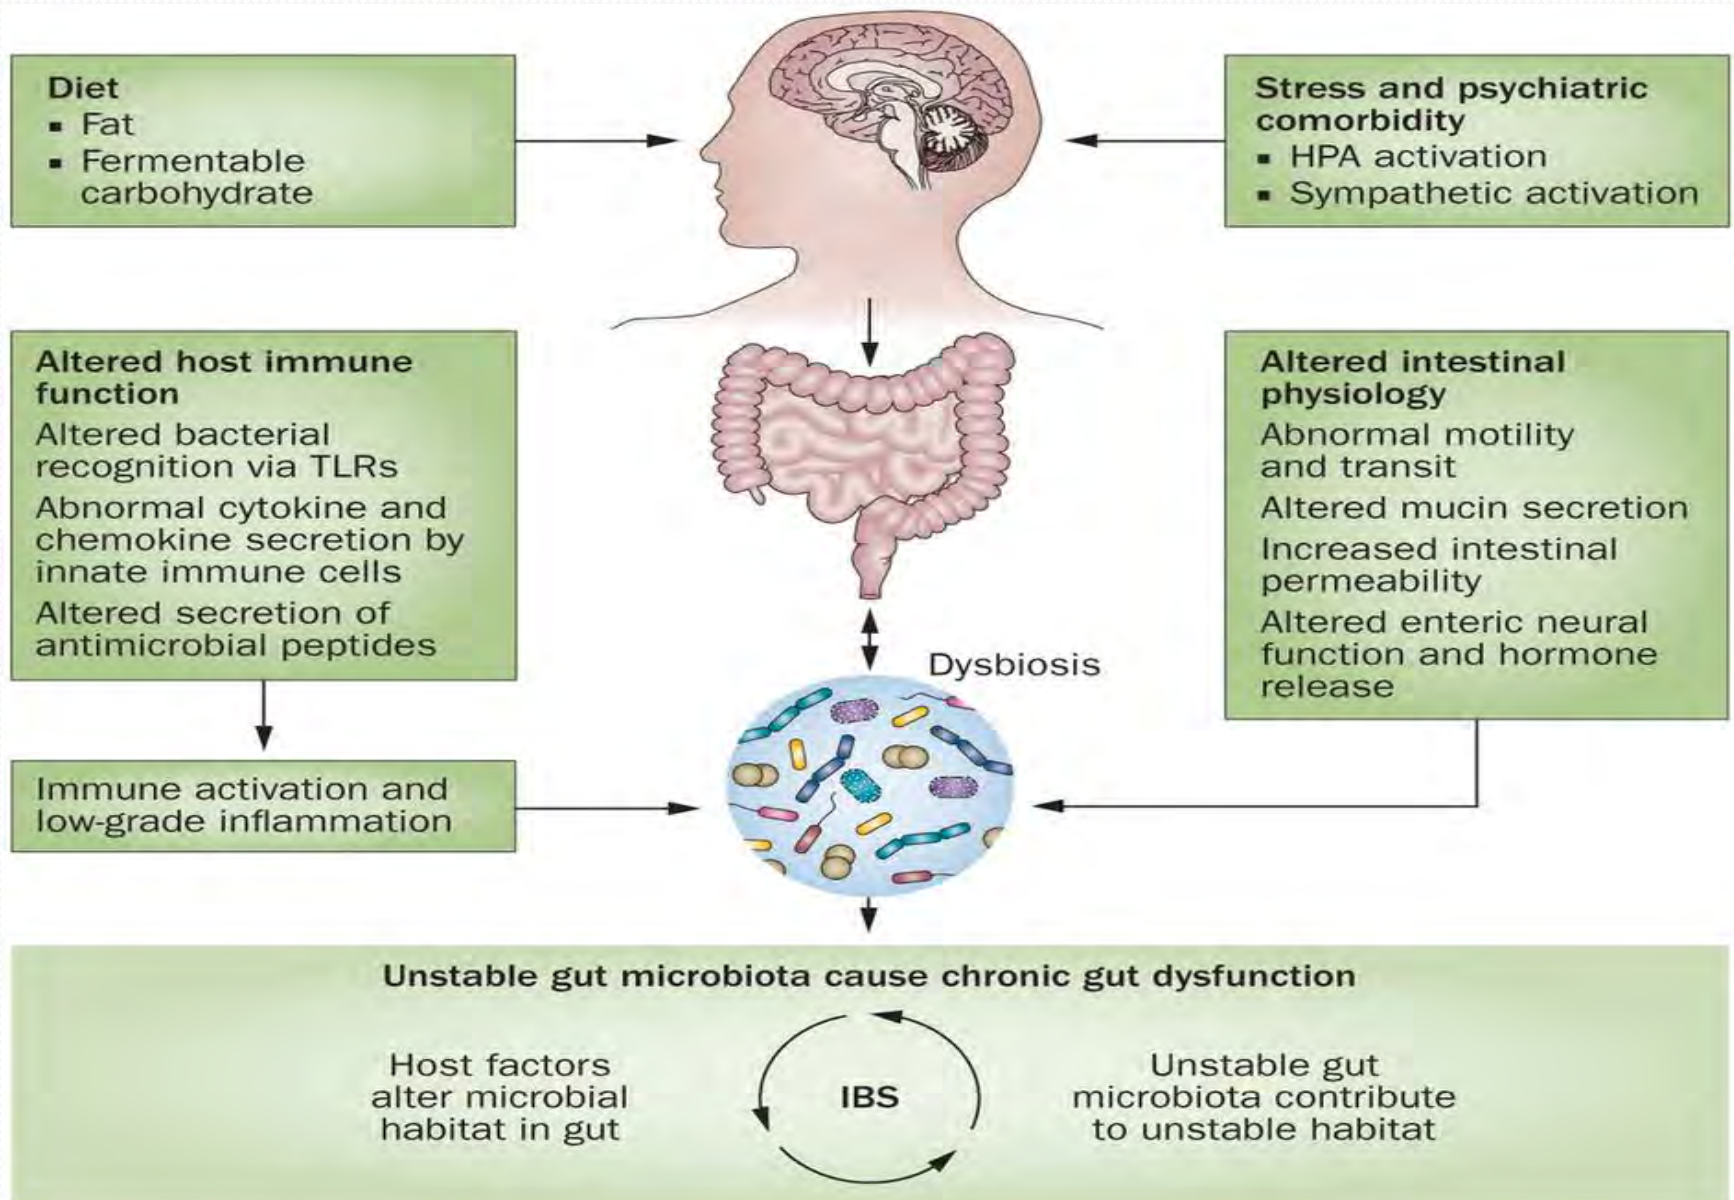 Diet
▪ Fat
▪ Fermentable
carbohydrate
Stress and psychiatric
comorbidity
▪ HPA activation
▪ Sympathetic activation
Altered host immune
function
Altered bacterial
recognition via TLRs
Abnormal cytokine and
chemokine secretion by
innate immune cells
Altered secretion of
antimicrobial peptides
Altered intestinal
physiology
Abnormal motility
and transit
Altered mucin secretion
Increased intestinal
permeability
Altered enteric neural
function and hormone
release
Dysbiosis
Immune activation and
low-grade inflammation
Unstable gut microbiota cause chronic gut dysfunction
Host factors
alter microbial
habitat in gut
IBS
Unstable gut
microbiota contribute
to unstable habitat